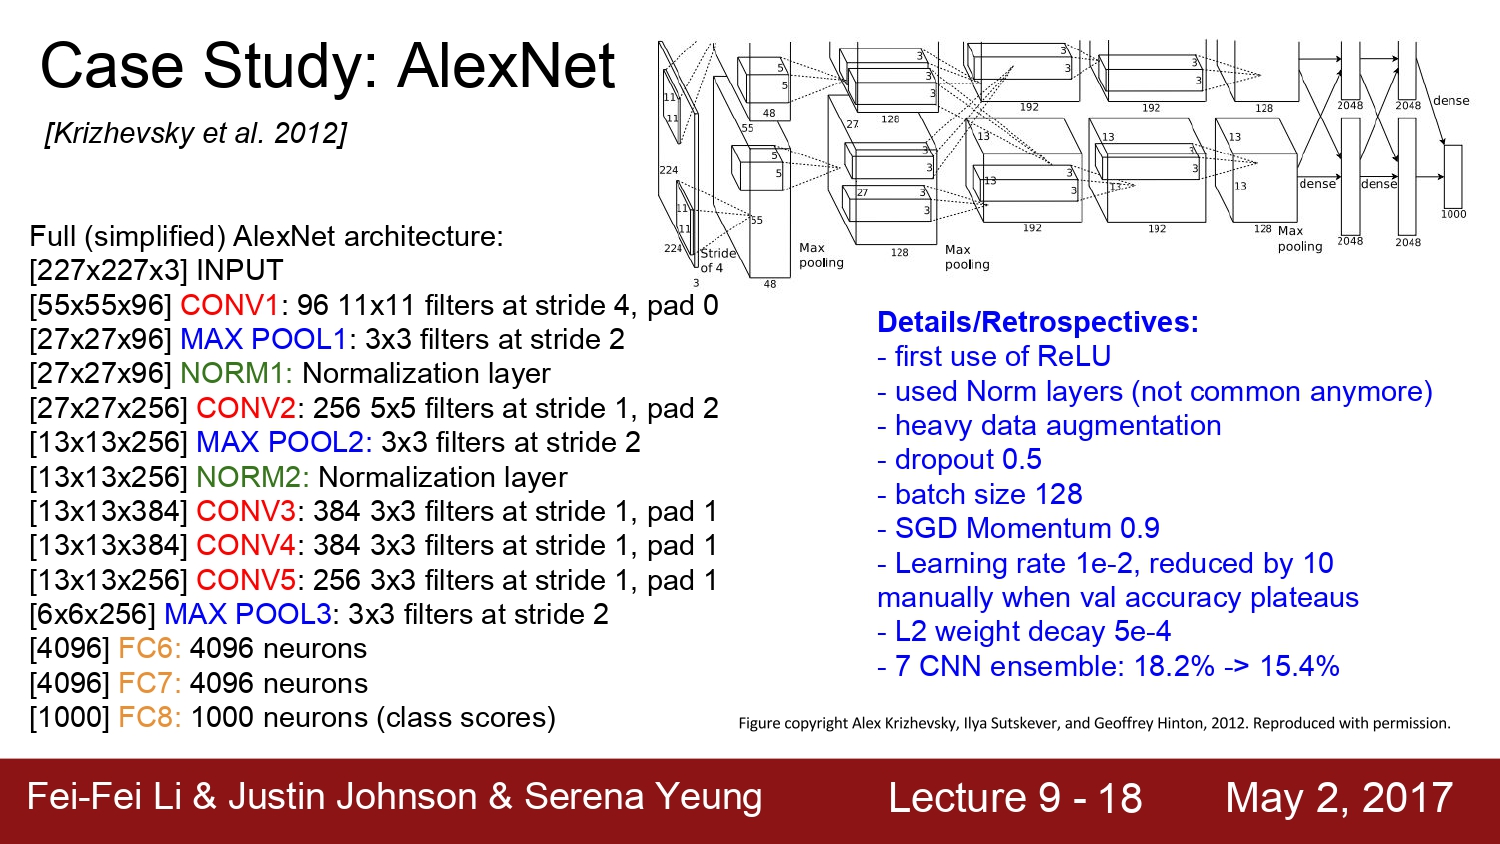 Case Study: AlexNet
[Krizhevsky et al. 2012]
Full (simplified) AlexNet architecture:
[227x227x3] INPUT
[55x55x96] CONV1: 96 11x11 filters at stride 4, pad 0
[27x27x96] MAX POOL1: 3x3 filters at stride 2
[27x27x96] NORM1: Normalization layer
[27x27x256] CONV2: 256 5x5 filters at stride 1, pad 2
[13x13x256] MAX POOL2: 3x3 filters at stride 2
[13x13x256] NORM2: Normalization layer
[13x13x384] CONV3: 384 3x3 filters at stride 1, pad 1
[13x13x384] CONV4: 384 3x3 filters at stride 1, pad 1
[13x13x256] CONV5: 256 3x3 filters at stride 1, pad 1
[6x6x256] MAX POOL3: 3x3 filters at stride 2
[4096] FC6: 4096 neurons
[4096] FC7: 4096 neurons
[1000] FC8: 1000 neurons (class scores)
11
11
224
11
11
224
3
Stride
of 4
5
5
48
55
5
5
55
48
Max
pooling
3
3
3
128
27
3
3
27
3
3
128
Max
pooling
3
3
192
13
3
3
13
192
3
3
192
13
3
3
13
192
128
13
13
128
Max
pooling
2048
2048
dense
dense
dense
2048
2048
1000
Details/Retrospectives:
- first use of ReLU
- used Norm layers (not common anymore)
- heavy data augmentation
- dropout 0.5
- batch size 128
- SGD Momentum 0.9
- Learning rate 1e-2, reduced by 10
manually when val accuracy plateaus
- L2 weight decay 5e-4
- 7 CNN ensemble: 18.2% -> 15.4%
Figure copyright Alex Krizhevsky, Ilya Sutskever, and Geoffrey Hinton, 2012. Reproduced with permission.
Fei-Fei Li & Justin Johnson & Serena Yeung
Lecture 9 - 18
May 2, 2017